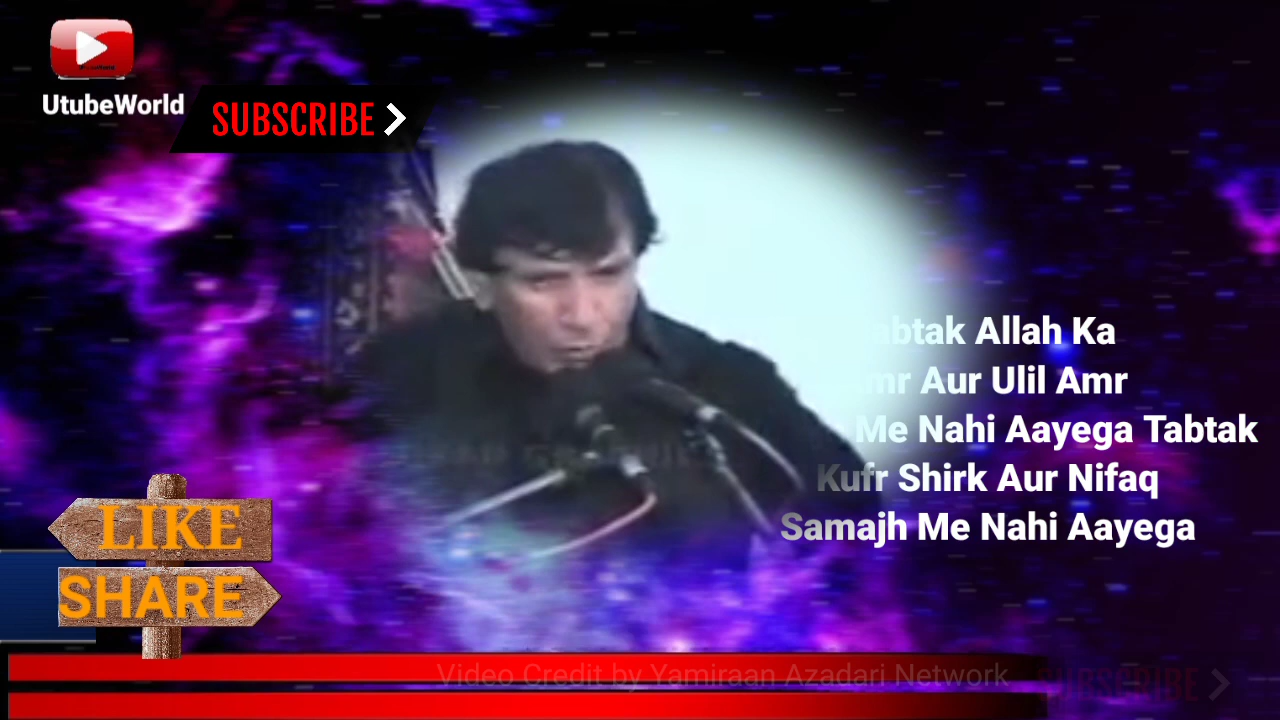 UtubeWorld
SUBSCRIBE
Tabtak Allah Ka
Amr Aur Ulil Amr
Me Nahi Aayega Tabtak
Kufr Shirk Aur Nifaq
Samajh Me Nahi Aayega
LIKE
SHARE
Video Credit by Yamiraan Azadari Network
SUBSCRIBE